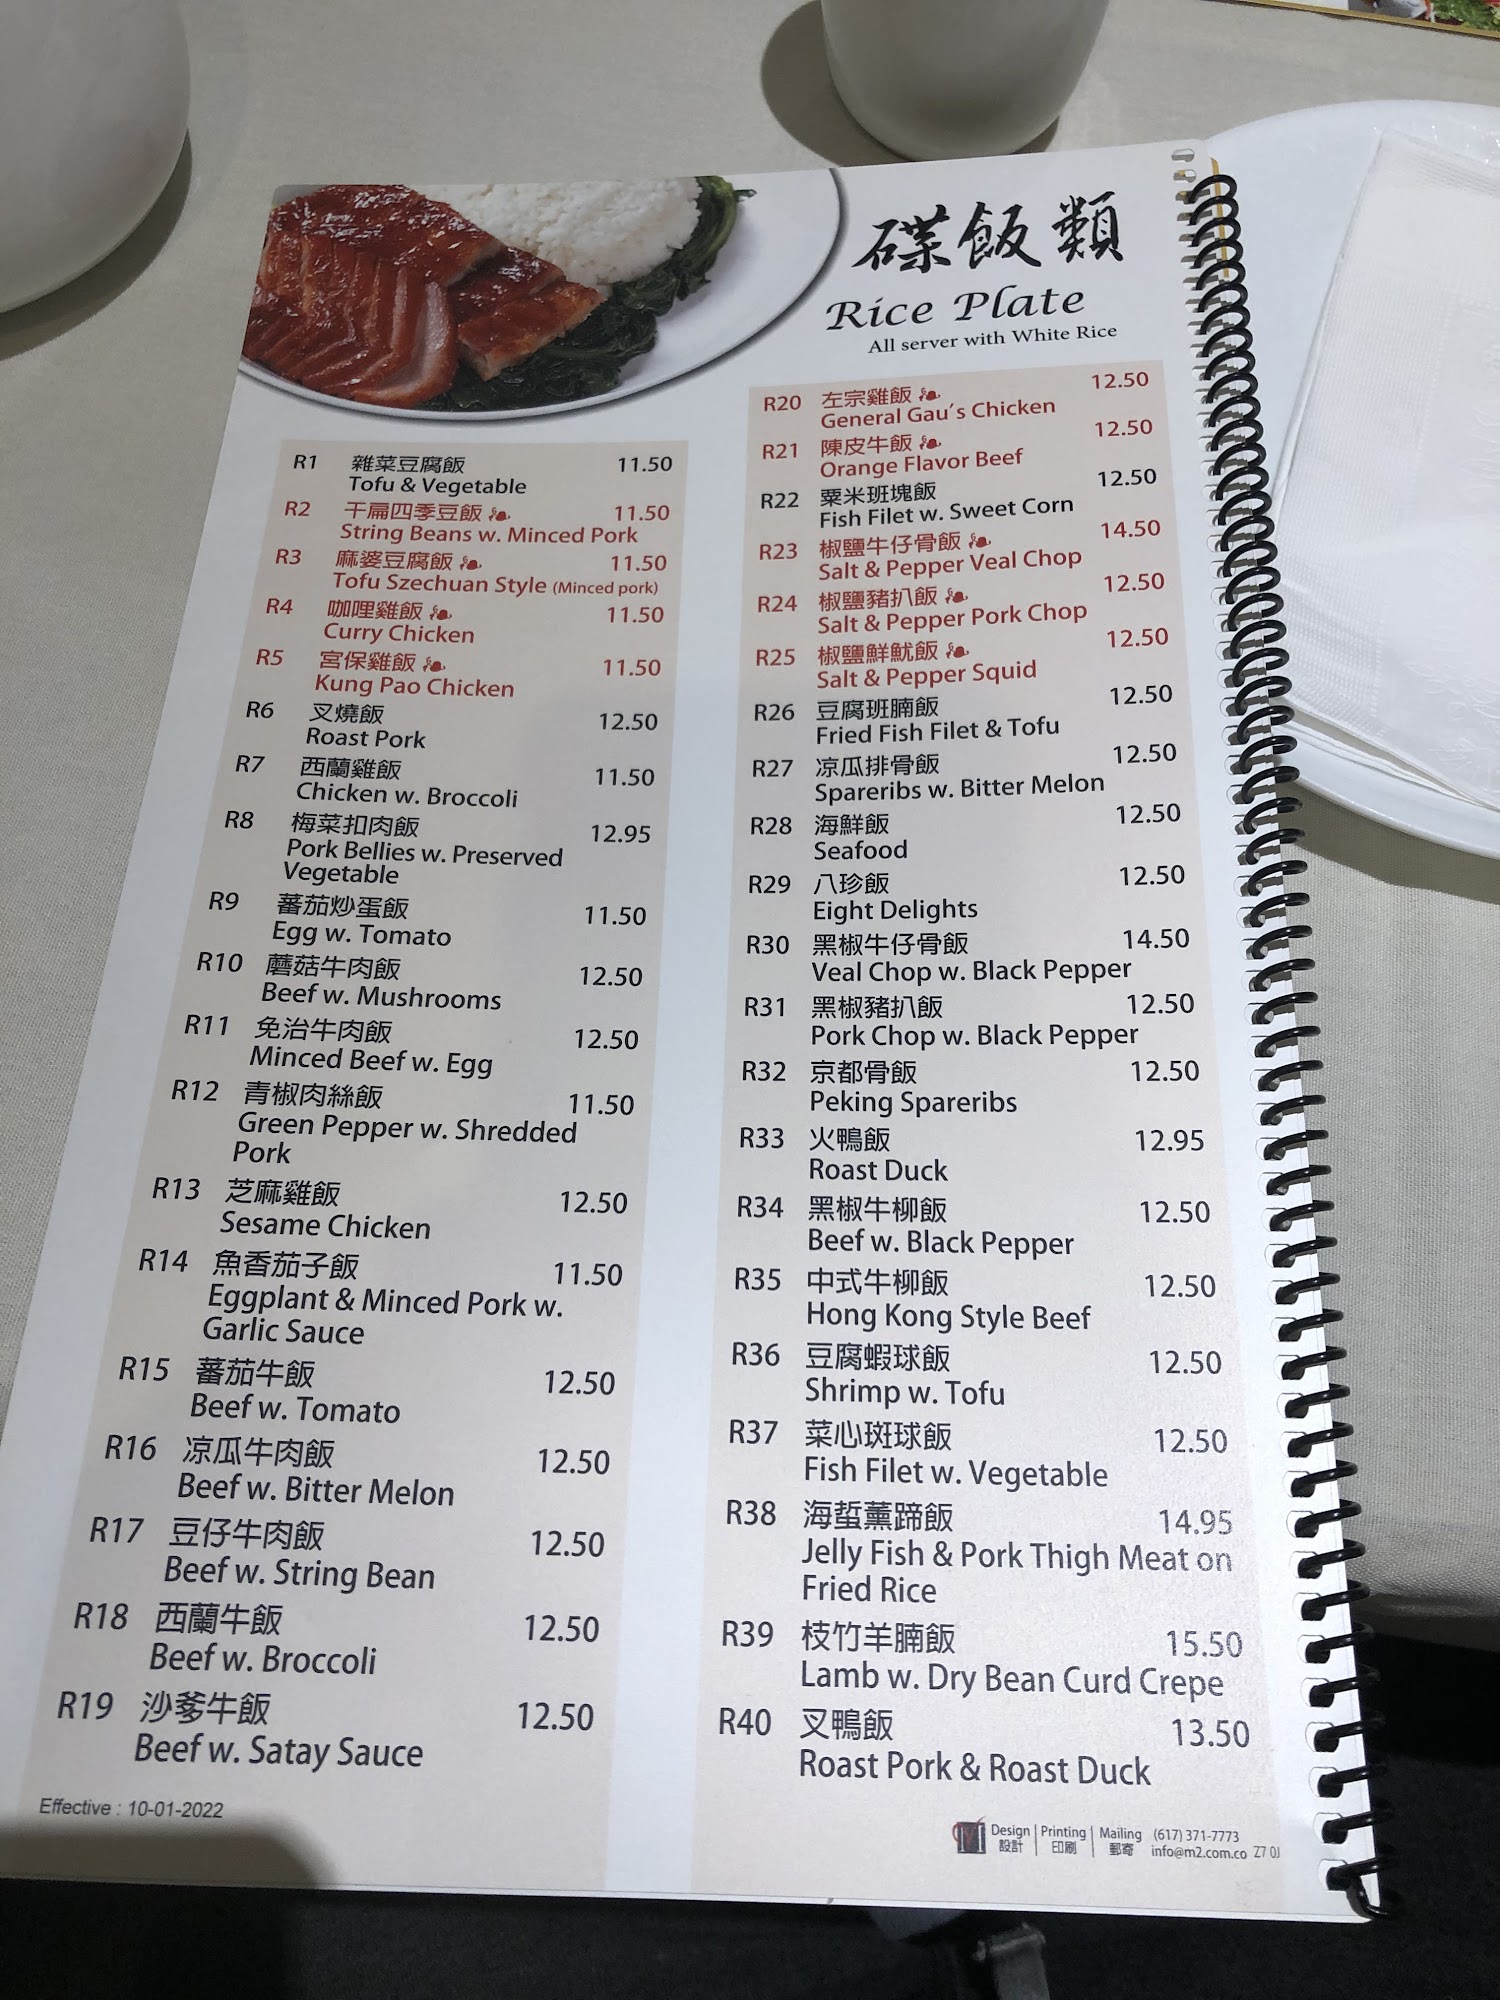 碟飯類
Rice Plate
All server with White Rice
R1 雜菜豆腐飯 11.50
Tofu & Vegetable
R2 干扁四季豆飯 11.50
String Beans w. Minced Pork
R3 麻婆豆腐飯 11.50
Tofu Szechuan Style (Minced pork)
R4 咖哩雞飯 11.50
Curry Chicken
R5 宮保雞飯 11.50
Kung Pao Chicken
R6 叉燒飯 12.50
Roast Pork
R7 西蘭雞飯 11.50
Chicken w. Broccoli
R8 梅菜扣肉飯 12.95
Pork Bellies w. Preserved
Vegetable
R9 蕃茄炒蛋飯 11.50
Egg w. Tomato
R10 蘑菇牛肉飯 12.50
Beef w. Mushrooms
R11 免治牛肉飯 12.50
Minced Beef w. Egg
R12 青椒肉絲飯 11.50
Green Pepper w. Shredded
Pork
R13 芝麻雞飯 12.50
Sesame Chicken
R14 魚香茄子飯 11.50
Eggplant & Minced Pork w.
Garlic Sauce
R15 蕃茄牛飯 12.50
Beef w. Tomato
R16 凉瓜牛肉飯 12.50
Beef w. Bitter Melon
R17 豆仔牛肉飯 12.50
Beef w. String Bean
R18 西蘭牛飯 12.50
Beef w. Broccoli
R19 沙爹牛飯 12.50
Beef w. Satay Sauce
Effective : 10-01-2022
R20 左宗雞飯 12.50
General Gau's Chicken
R21 陳皮牛飯 12.50
Orange Flavor Beef
R22 粟米班塊飯 12.50
Fish Filet w. Sweet Corn
R23 椒鹽牛仔骨飯 14.50
Salt & Pepper Veal Chop
R24 椒鹽豬扒飯 12.50
Salt & Pepper Pork Chop
R25 椒鹽鮮魷飯 12.50
Salt & Pepper Squid
R26 豆腐班腩飯 12.50
Fried Fish Filet & Tofu
R27 凉瓜排骨飯 12.50
Spareribs w. Bitter Melon
R28 海鮮飯 12.50
Seafood
R29 八珍飯 12.50
Eight Delights
R30 黑椒牛仔骨飯 14.50
Veal Chop w. Black Pepper
R31 黑椒豬扒飯 12.50
Pork Chop w. Black Pepper
R32 京都骨飯 12.50
Peking Spareribs
R33 火鴨飯 12.95
Roast Duck
R34 黑椒牛柳飯 12.50
Beef w. Black Pepper
R35 中式牛柳飯 12.50
Hong Kong Style Beef
R36 豆腐蝦球飯 12.50
Shrimp w. Tofu
R37 菜心斑球飯 12.50
Fish Filet w. Vegetable
R38 海蜇薰蹄飯 14.95
Jelly Fish & Pork Thigh Meat on
Fried Rice
R39 枝竹羊腩飯 15.50
Lamb w. Dry Bean Curd Crepe
R40 叉鴨飯 13.50
Roast Pork & Roast Duck
Design | Printing | Mailing (617) 371-7773
設計 | 印刷 | 郵寄 info@m2.com.co Z7 0J